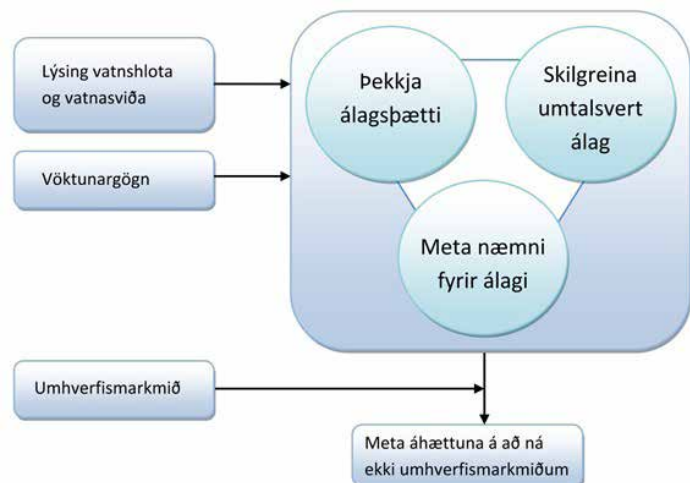 Lýsing vatnshlota
og vatnasviða
Vöktunargögn
Þekkja
álagsþætti
Skilgreina
umtalsvert
álag
Meta næmni
fyrir álagi
Umhverfismarkmið
Meta áhættuna á að ná
ekki umhverfismarkmiðum